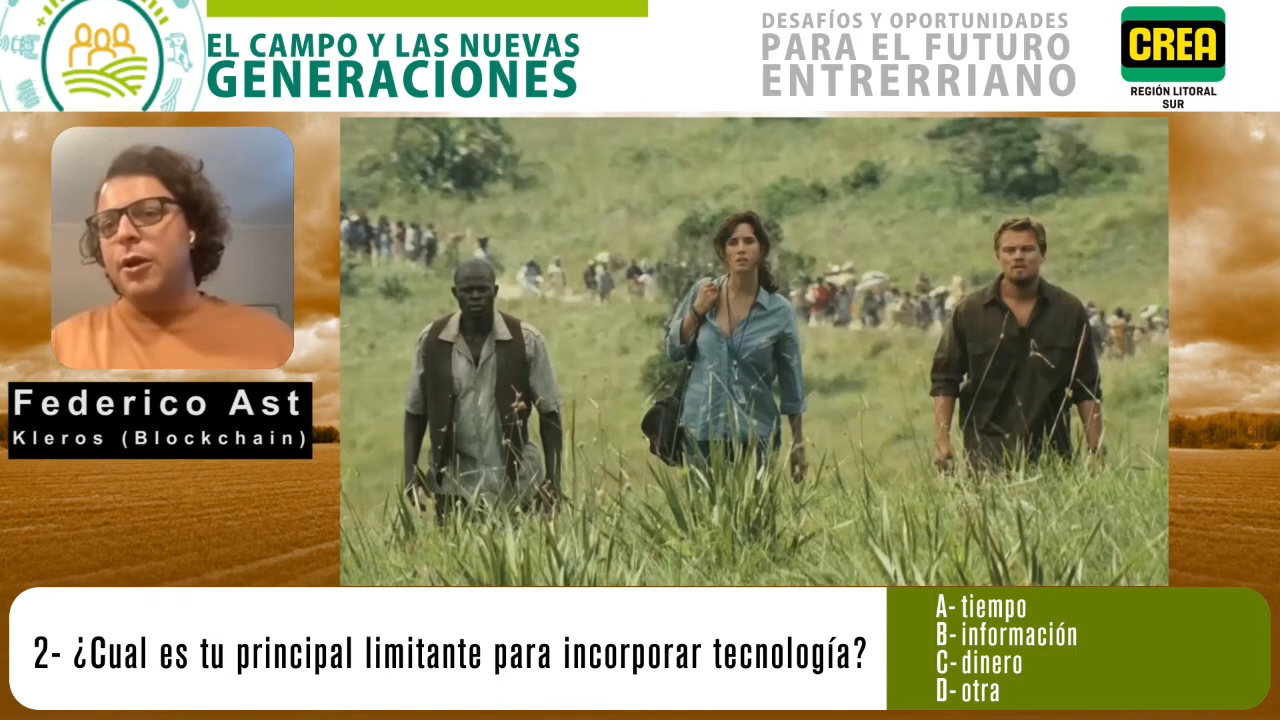 EL CAMPO Y LAS NUEVAS
GENERACIONES
DESAFÍOS Y OPORTUNIDADES
PARA EL FUTURO
ENTRERRIANO
CREA
REGIÓN LITORAL
SUR
Federico Ast
Kleros (Blockchain)
2- ¿Cual es tu principal limitante para incorporar tecnología?
A- tiempo
B- información
C- dinero
D- otra